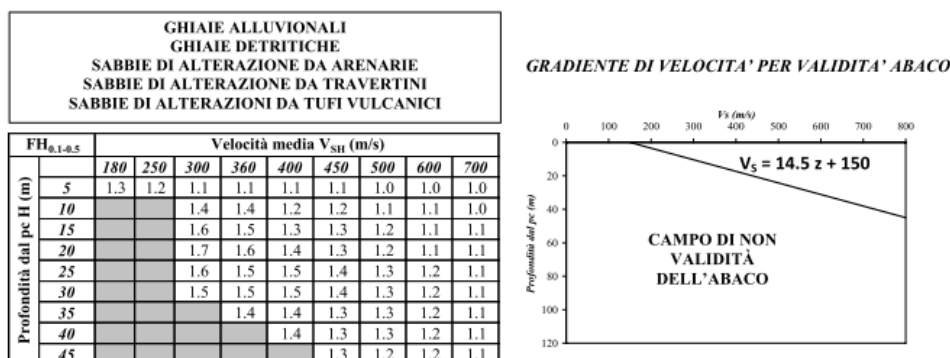 GHIAIE ALLUVIONALI
GHIAIE DETRITICHE
SABBIE DI ALTERAZIONE DA ARENARIE
SABBIE DI ALTERAZIONE DA TRAVERTINI
SABBIE DI ALTERAZIONI DA TUFI VULCANICI
FH0.1-0.5 Velocità media VSH (m/s)
180 250 300 360 400 450 500 600 700
Profondità dal pc H (m)
5 1.3 1.2 1.1 1.1 1.1 1.1 1.0 1.0 1.0
10 1.4 1.4 1.2 1.2 1.1 1.1 1.0
15 1.6 1.5 1.3 1.3 1.2 1.1 1.1
20 1.7 1.6 1.4 1.3 1.2 1.1 1.1
25 1.6 1.5 1.5 1.4 1.3 1.2 1.1
30 1.5 1.5 1.5 1.4 1.3 1.2 1.1
35 1.4 1.4 1.3 1.3 1.2 1.1
40 1.4 1.3 1.3 1.2 1.1
45 1.3 1.2 1.2 1.1
GRADIENTE DI VELOCITA' PER VALIDITA' ABACO
Vs (m/s)
0 100 200 300 400 500 600 700 800
Profondità dal pc (m)
0
20
40
60
80
100
120
VS = 14.5 z + 150
CAMPO DI NON
VALIDITÀ
DELL'ABACO